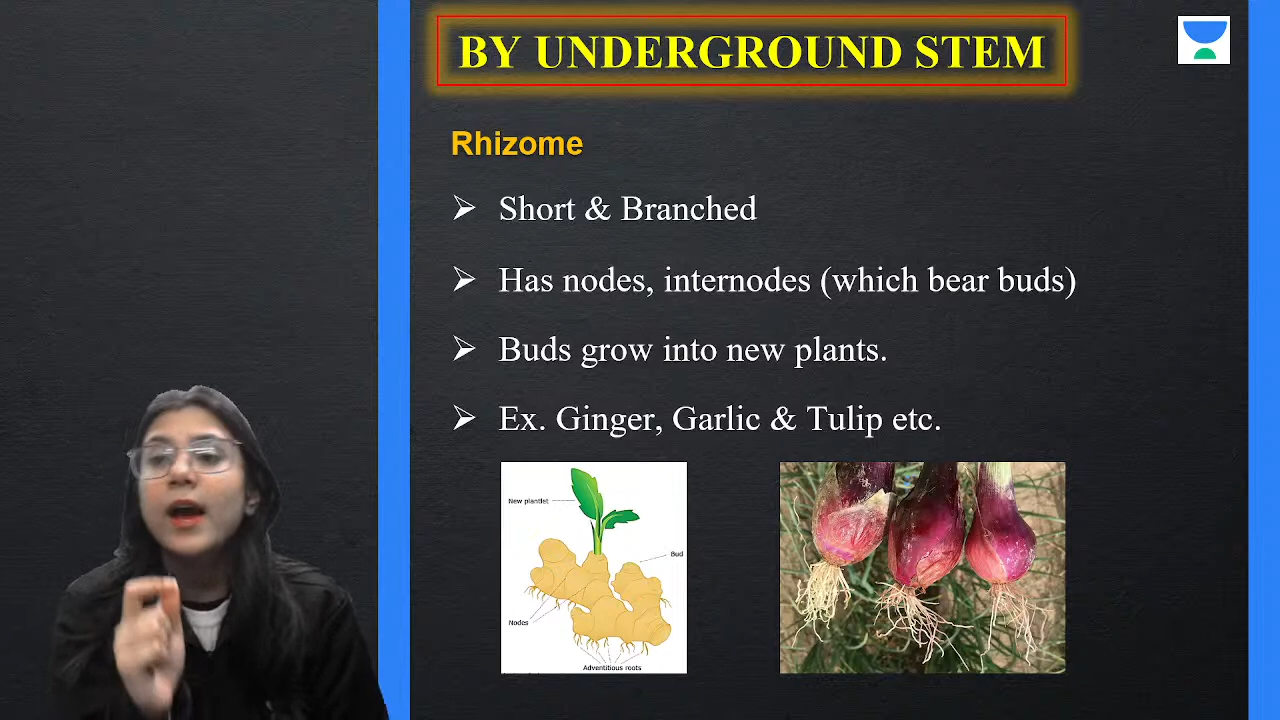 BY UNDERGROUND STEM
Rhizome
➢ Short & Branched
➢ Has nodes, internodes (which bear buds)
➢ Buds grow into new plants.
➢ Ex. Ginger, Garlic & Tulip etc.
New plantlet
Bud
Nodes
Adventitious roots